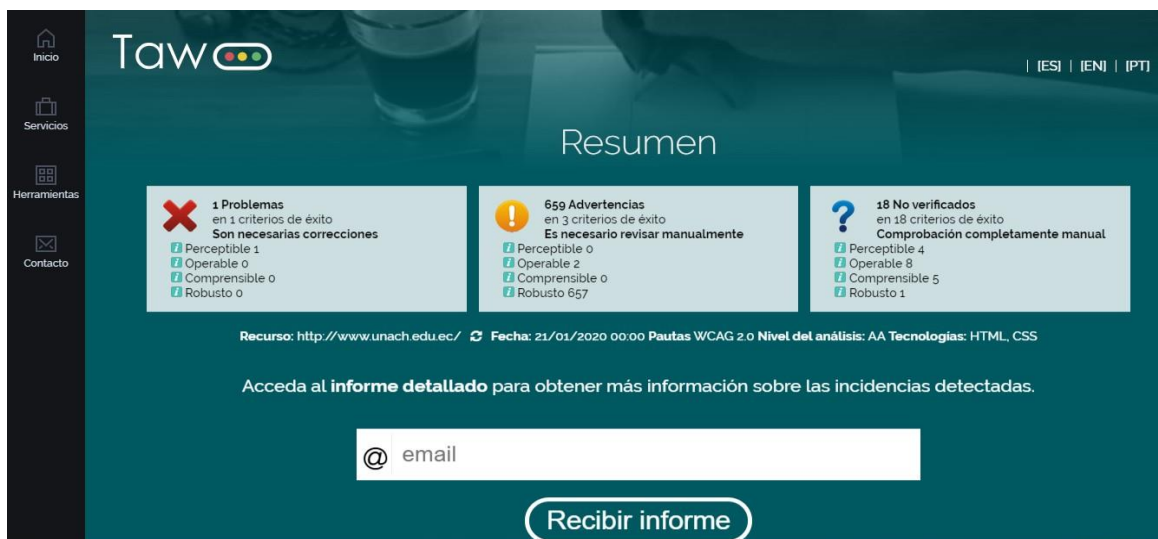 Inicio
Servicios
Herramientas
Contacto
Taw
| [ES] | [EN] | [PT]
Resumen
1 Problemas
en 1 criterios de éxito
Son necesarias correcciones
i Perceptible 1
i Operable 0
i Comprensible 0
i Robusto 0
659 Advertencias
en 3 criterios de éxito
Es necesario revisar manualmente
i Perceptible 0
i Operable 2
i Comprensible 0
i Robusto 657
18 No verificados
en 18 criterios de éxito
Comprobación completamente manual
i Perceptible 4
i Operable 8
i Comprensible 5
i Robusto 1
Recurso: http://www.unach.edu.ec/ Fecha: 21/01/2020 00:00 Pautas WCAG 2.0 Nivel del análisis: AA Tecnologías: HTML, CSS
Acceda al informe detallado para obtener más información sobre las incidencias detectadas.
@ email
Recibir informe